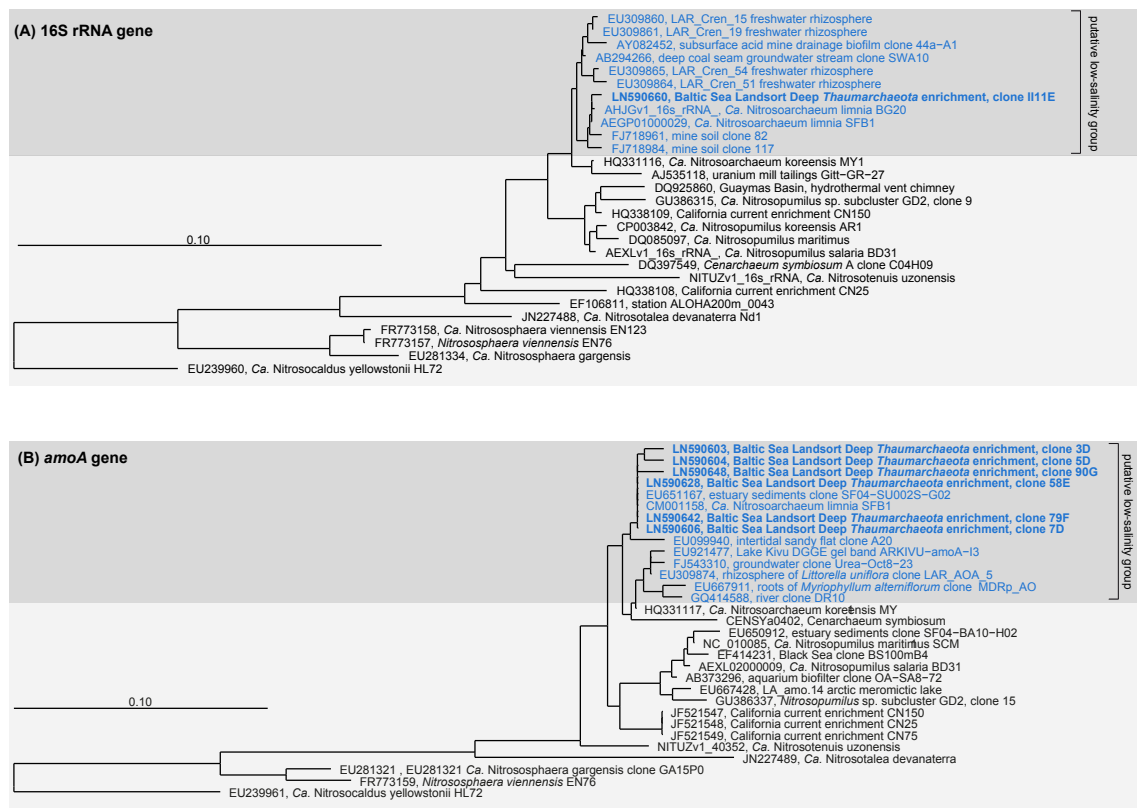 (A) 16S rRNA gene
EU309860, LAR_Cren_15 freshwater rhizosphere
EU309861, LAR_Cren_19 freshwater rhizosphere
AY082452, subsurface acid mine drainage biofilm clone 44a−A1
AB294266, deep coal seam groundwater stream clone SWA10
EU309865, LAR_Cren_54 freshwater rhizosphere
EU309864, LAR_Cren_51 freshwater rhizosphere
LN590660, Baltic Sea Landsort Deep Thaumarchaeota enrichment, clone II11E
AHJGv1_16s_rRNA_, Ca. Nitrosoarchaeum limnia BG20
AEGP01000029, Ca. Nitrosoarchaeum limnia SFB1
FJ718961, mine soil clone 82
FJ718984, mine soil clone 117
putative low-salinity group
HQ331116, Ca. Nitrosoarchaeum koreensis MY1
AJ535118, uranium mill tailings Gitt−GR−27
DQ925860, Guaymas Basin, hydrothermal vent chimney
GU386315, Ca. Nitrosopumilus sp. subcluster GD2, clone 9
HQ338109, California current enrichment CN150
CP003842, Ca. Nitrosopumilus koreensis AR1
DQ085097, Ca. Nitrosopumilus maritimus
AEXLv1_16s_rRNA_, Ca. Nitrosopumilus salaria BD31
0.10
DQ397549, Cenarchaeum symbiosum A clone C04H09
NITUZv1_16s_rRNA, Ca. Nitrosotenuis uzonensis
HQ338108, California current enrichment CN25
EF106811, station ALOHA200m_0043
JN227488, Ca. Nitrosotalea devanaterra Nd1
FR773158, Ca. Nitrososphaera viennensis EN123
FR773157, Nitrososphaera viennensis EN76
EU281334, Ca. Nitrososphaera gargensis
EU239960, Ca. Nitrosocaldus yellowstonii HL72
(B) amoA gene
LN590603, Baltic Sea Landsort Deep Thaumarchaeota enrichment, clone 3D
LN590604, Baltic Sea Landsort Deep Thaumarchaeota enrichment, clone 5D
LN590648, Baltic Sea Landsort Deep Thaumarchaeota enrichment, clone 90G
LN590628, Baltic Sea Landsort Deep Thaumarchaeota enrichment, clone 58E
EU651167, estuary sediments clone SF04−SU002S−G02
CM001158, Ca. Nitrosoarchaeum limnia SFB1
LN590642, Baltic Sea Landsort Deep Thaumarchaeota enrichment, clone 79F
LN590606, Baltic Sea Landsort Deep Thaumarchaeota enrichment, clone 7D
EU099940, intertidal sandy flat clone A20
EU921477, Lake Kivu DGGE gel band ARKIVU−amoA−I3
FJ543310, groundwater clone Urea−Oct8−23
EU309874, rhizosphere of Littorella uniflora clone LAR_AOA_5
EU667911, roots of Myriophyllum alterniflorum clone MDRp_AO
GQ414588, river clone DR10
putative low-salinity group
HQ331117, Ca. Nitrosoarchaeum koreensis MY
CENSYa0402, Cenarchaeum symbiosum
EU650912, estuary sediments clone SF04−BA10−H02
NC_010085, Ca. Nitrosopumilus maritimus SCM
EF414231, Black Sea clone BS100mB4
AEXL02000009, Ca. Nitrosopumilus salaria BD31
AB373296, aquarium biofilter clone OA−SA8−72
EU667428, LA_amo.14 arctic meromictic lake
GU386337, Nitrosopumilus sp. subcluster GD2, clone 15
0.10
JF521547, California current enrichment CN150
JF521548, California current enrichment CN25
JF521549, California current enrichment CN75
NITUZv1_40352, Ca. Nitrosotenuis uzonensis
JN227489, Ca. Nitrosotalea devanaterra
EU281321 , EU281321 Ca. Nitrososphaera gargensis clone GA15P0
FR773159, Nitrososphaera viennensis EN76
EU239961, Ca. Nitrosocaldus yellowstonii HL72